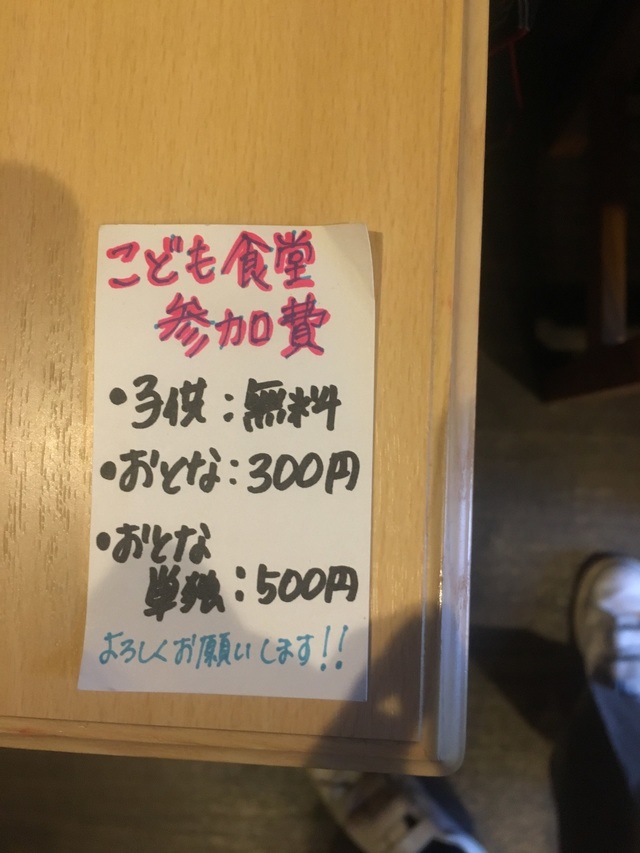 こども食堂
参加費
・子供：無料
・おとな：300円
・おとな
単独：500円
よろしくお願いします!!